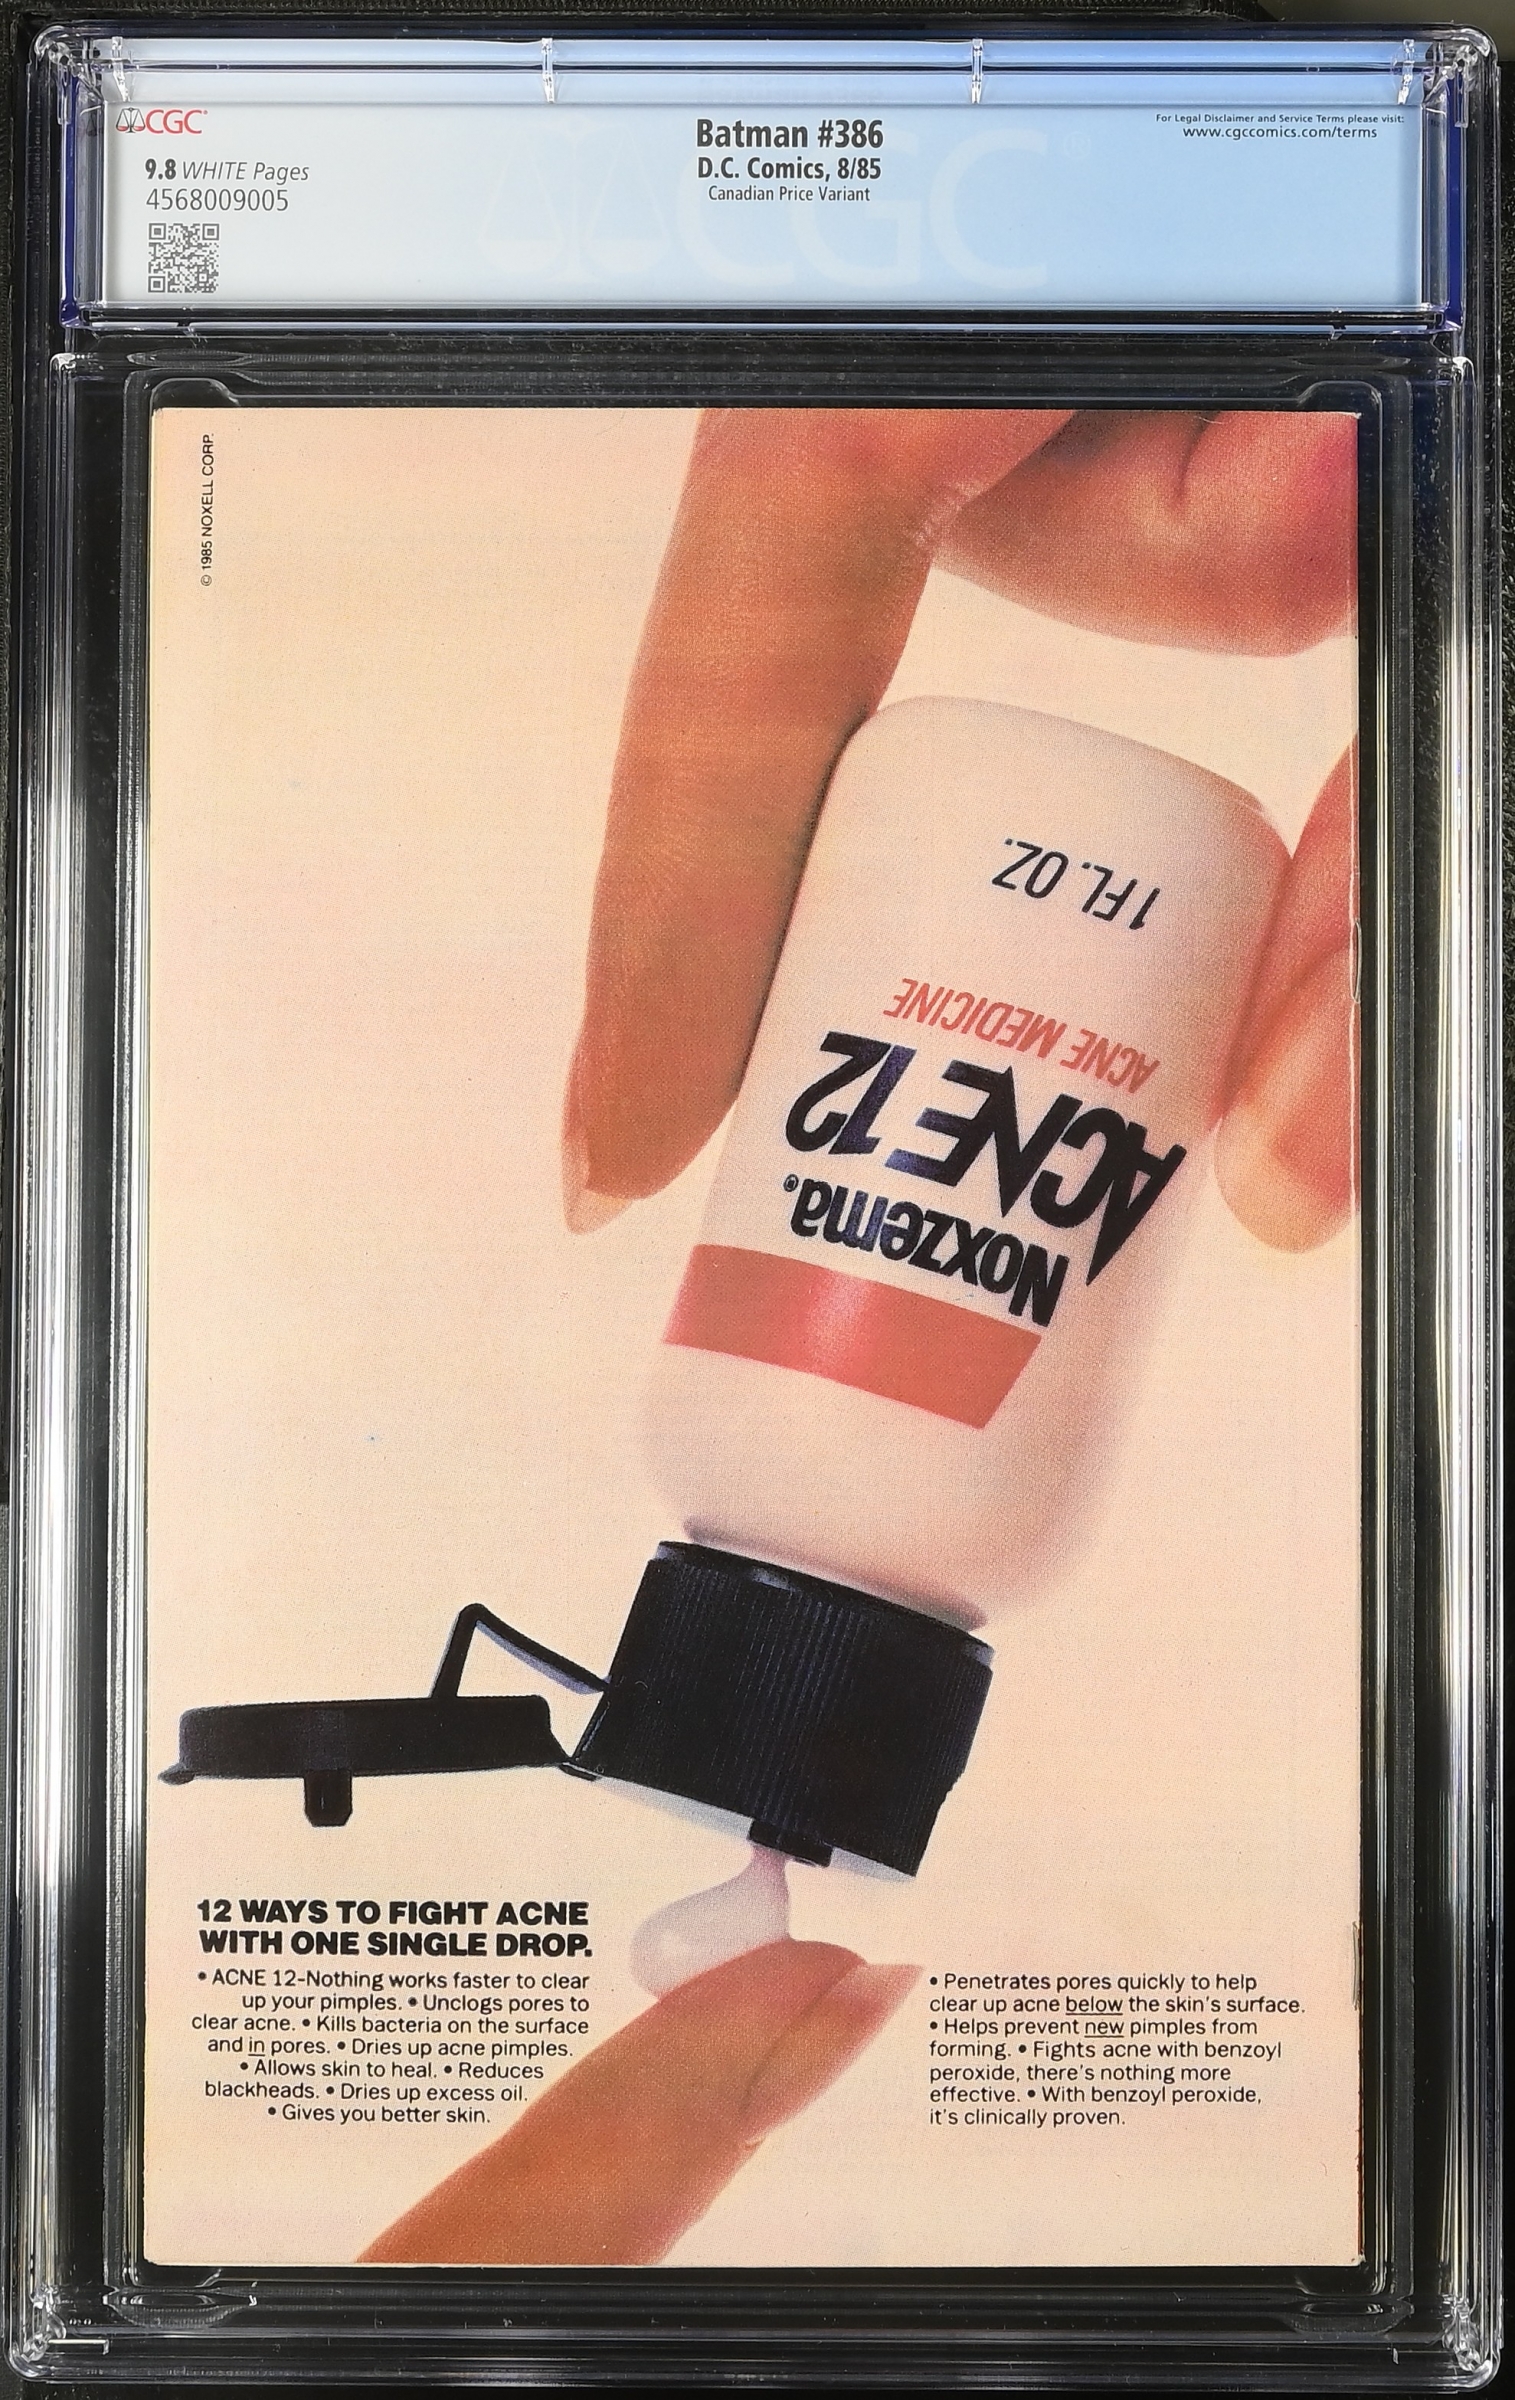 CGC
9.8 WHITE Pages
4568009005
Batman #386
D.C. Comics, 8/85
Canadian Price Variant
For Legal Disclaimer and Service Terms please visit:
www.cgccomics.com/terms
CGC
© 1985 NOXELL CORP.
1 FL. OZ.
ACNE MEDICINE
ACNE 12
Noxzema®
12 WAYS TO FIGHT ACNE
WITH ONE SINGLE DROP.
• ACNE 12-Nothing works faster to clear
up your pimples. • Unclogs pores to
clear acne. • Kills bacteria on the surface
and in pores. • Dries up acne pimples.
• Allows skin to heal. • Reduces
blackheads. • Dries up excess oil.
• Gives you better skin.
• Penetrates pores quickly to help
clear up acne below the skin's surface.
• Helps prevent new pimples from
forming. • Fights acne with benzoyl
peroxide, there's nothing more
effective. • With benzoyl peroxide,
it's clinically proven.